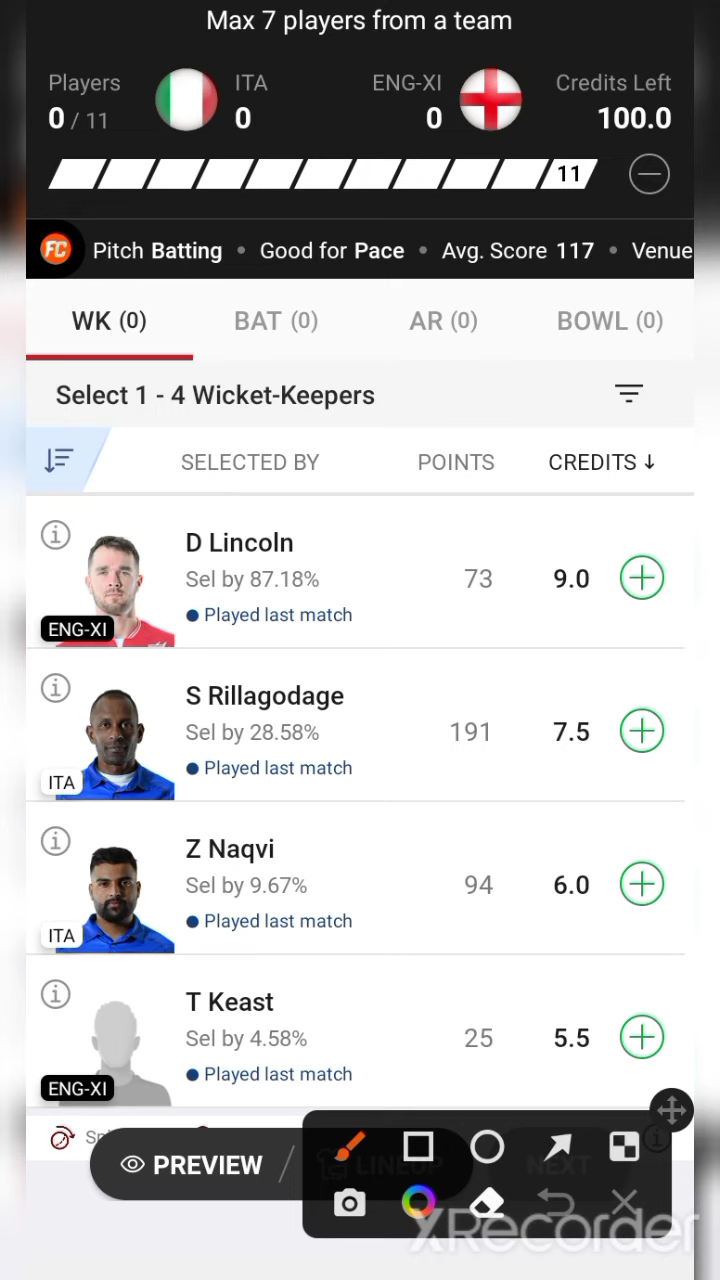 Max 7 players from a team
Players ITA ENG-XI Credits Left
0 / 11 0 0 100.0
11
FC Pitch Batting • Good for Pace • Avg. Score 117 • Venue
WK (0) BAT (0) AR (0) BOWL (0)
Select 1 - 4 Wicket-Keepers
SELECTED BY POINTS CREDITS ↓
D Lincoln
Sel by 87.18% 73 9.0
Played last match
ENG-XI
S Rillagodage
Sel by 28.58% 191 7.5
Played last match
ITA
Z Naqvi
Sel by 9.67% 94 6.0
Played last match
ITA
T Keast
Sel by 4.58% 25 5.5
Played last match
ENG-XI
PREVIEW LINEUP NEXT
XRecorder